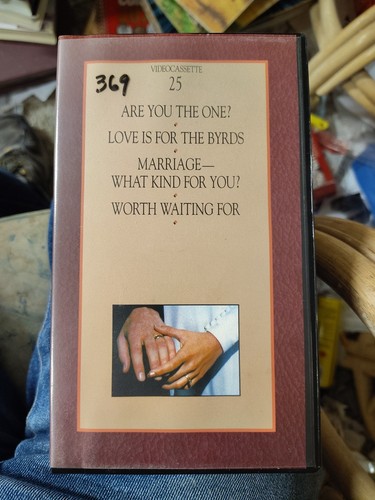 VIDEOCASSETTE
369
25
ARE YOU THE ONE?
LOVE IS FOR THE BYRDS
MARRIAGE—
WHAT KIND FOR YOU?
WORTH WAITING FOR